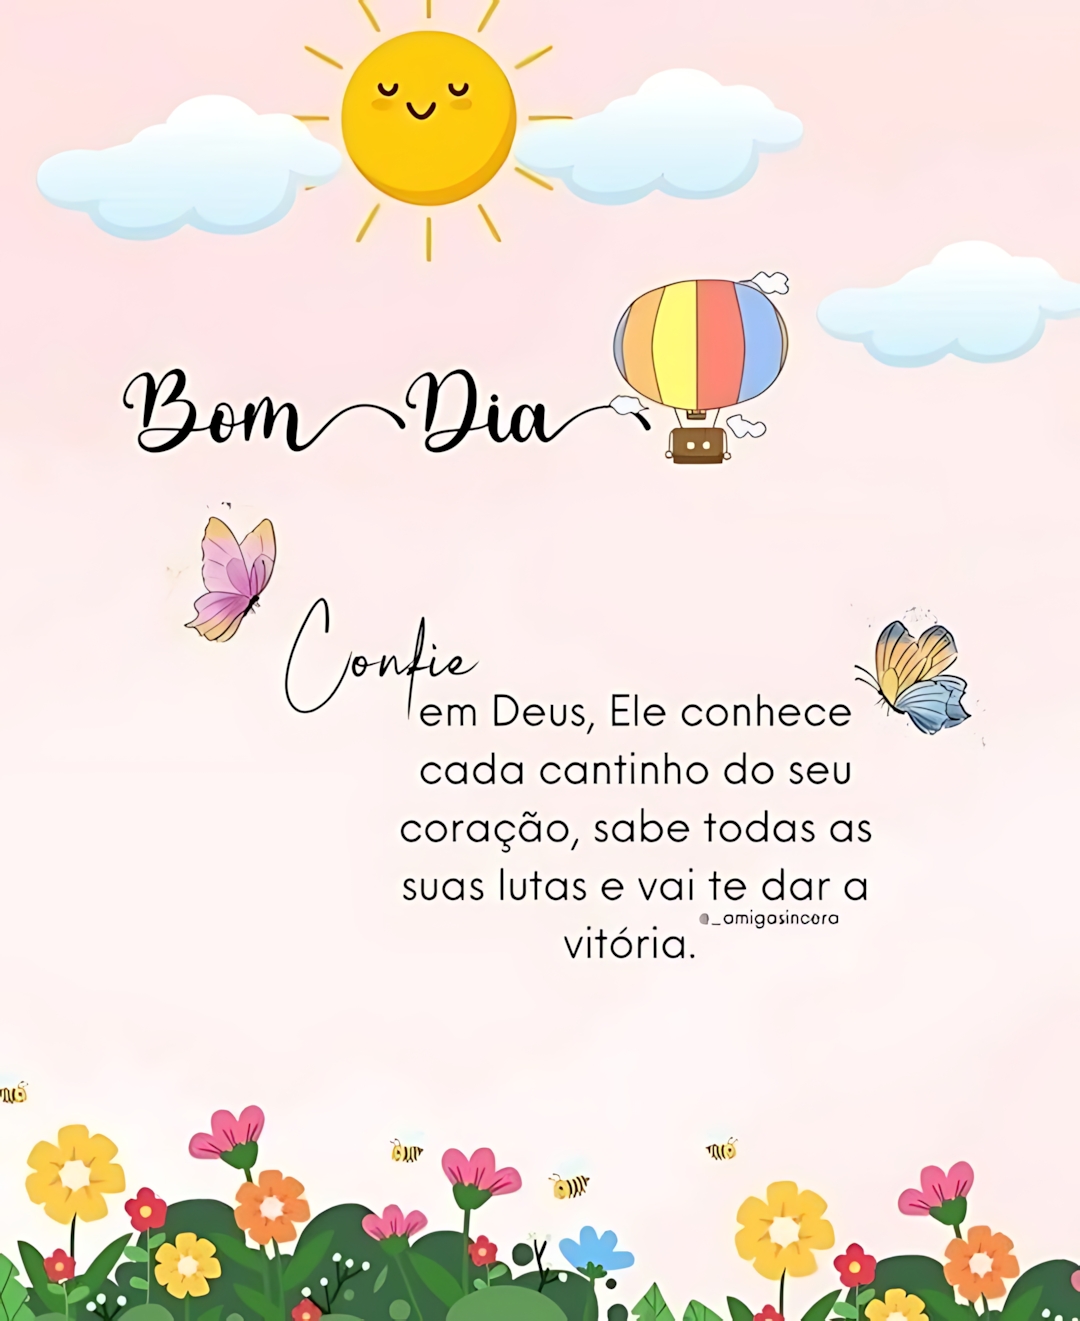 Bom Dia
Confie
em Deus, Ele conhece
cada cantinho do seu
coração, sabe todas as
suas lutas e vai te dar a
vitória.
@_amigasincera